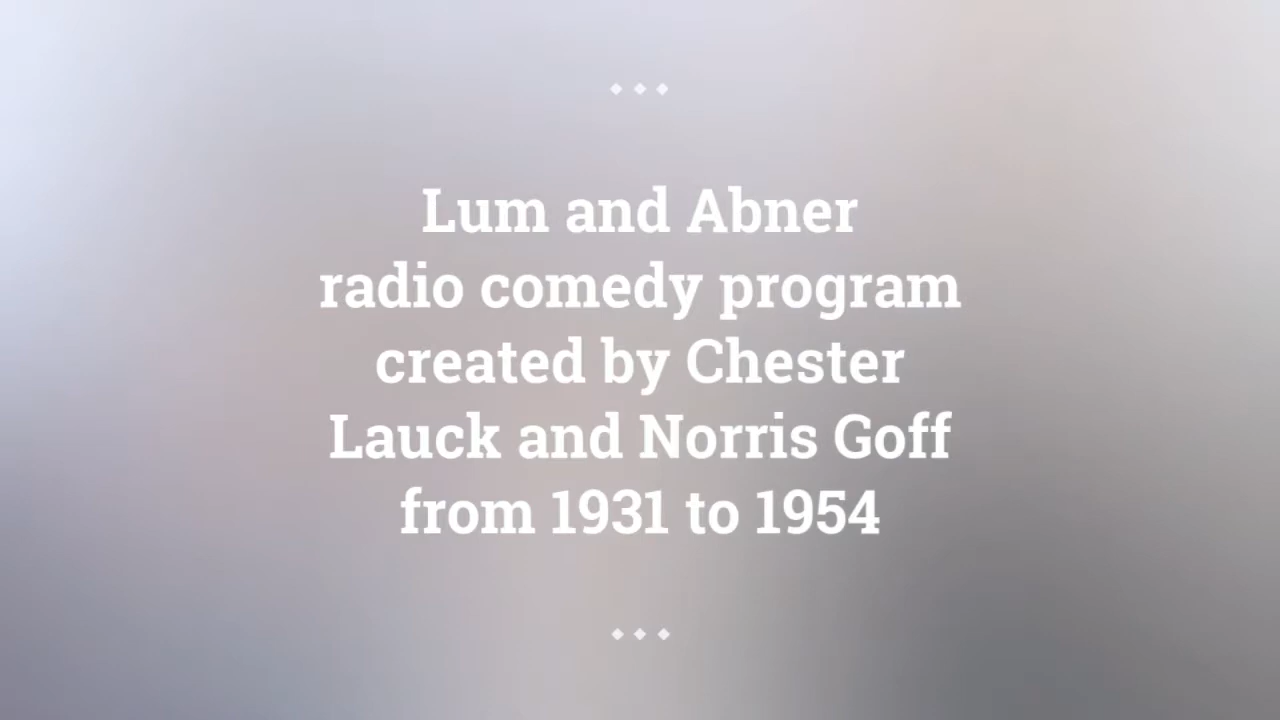 Lum and Abner
radio comedy program
created by Chester
Lauck and Norris Goff
from 1931 to 1954